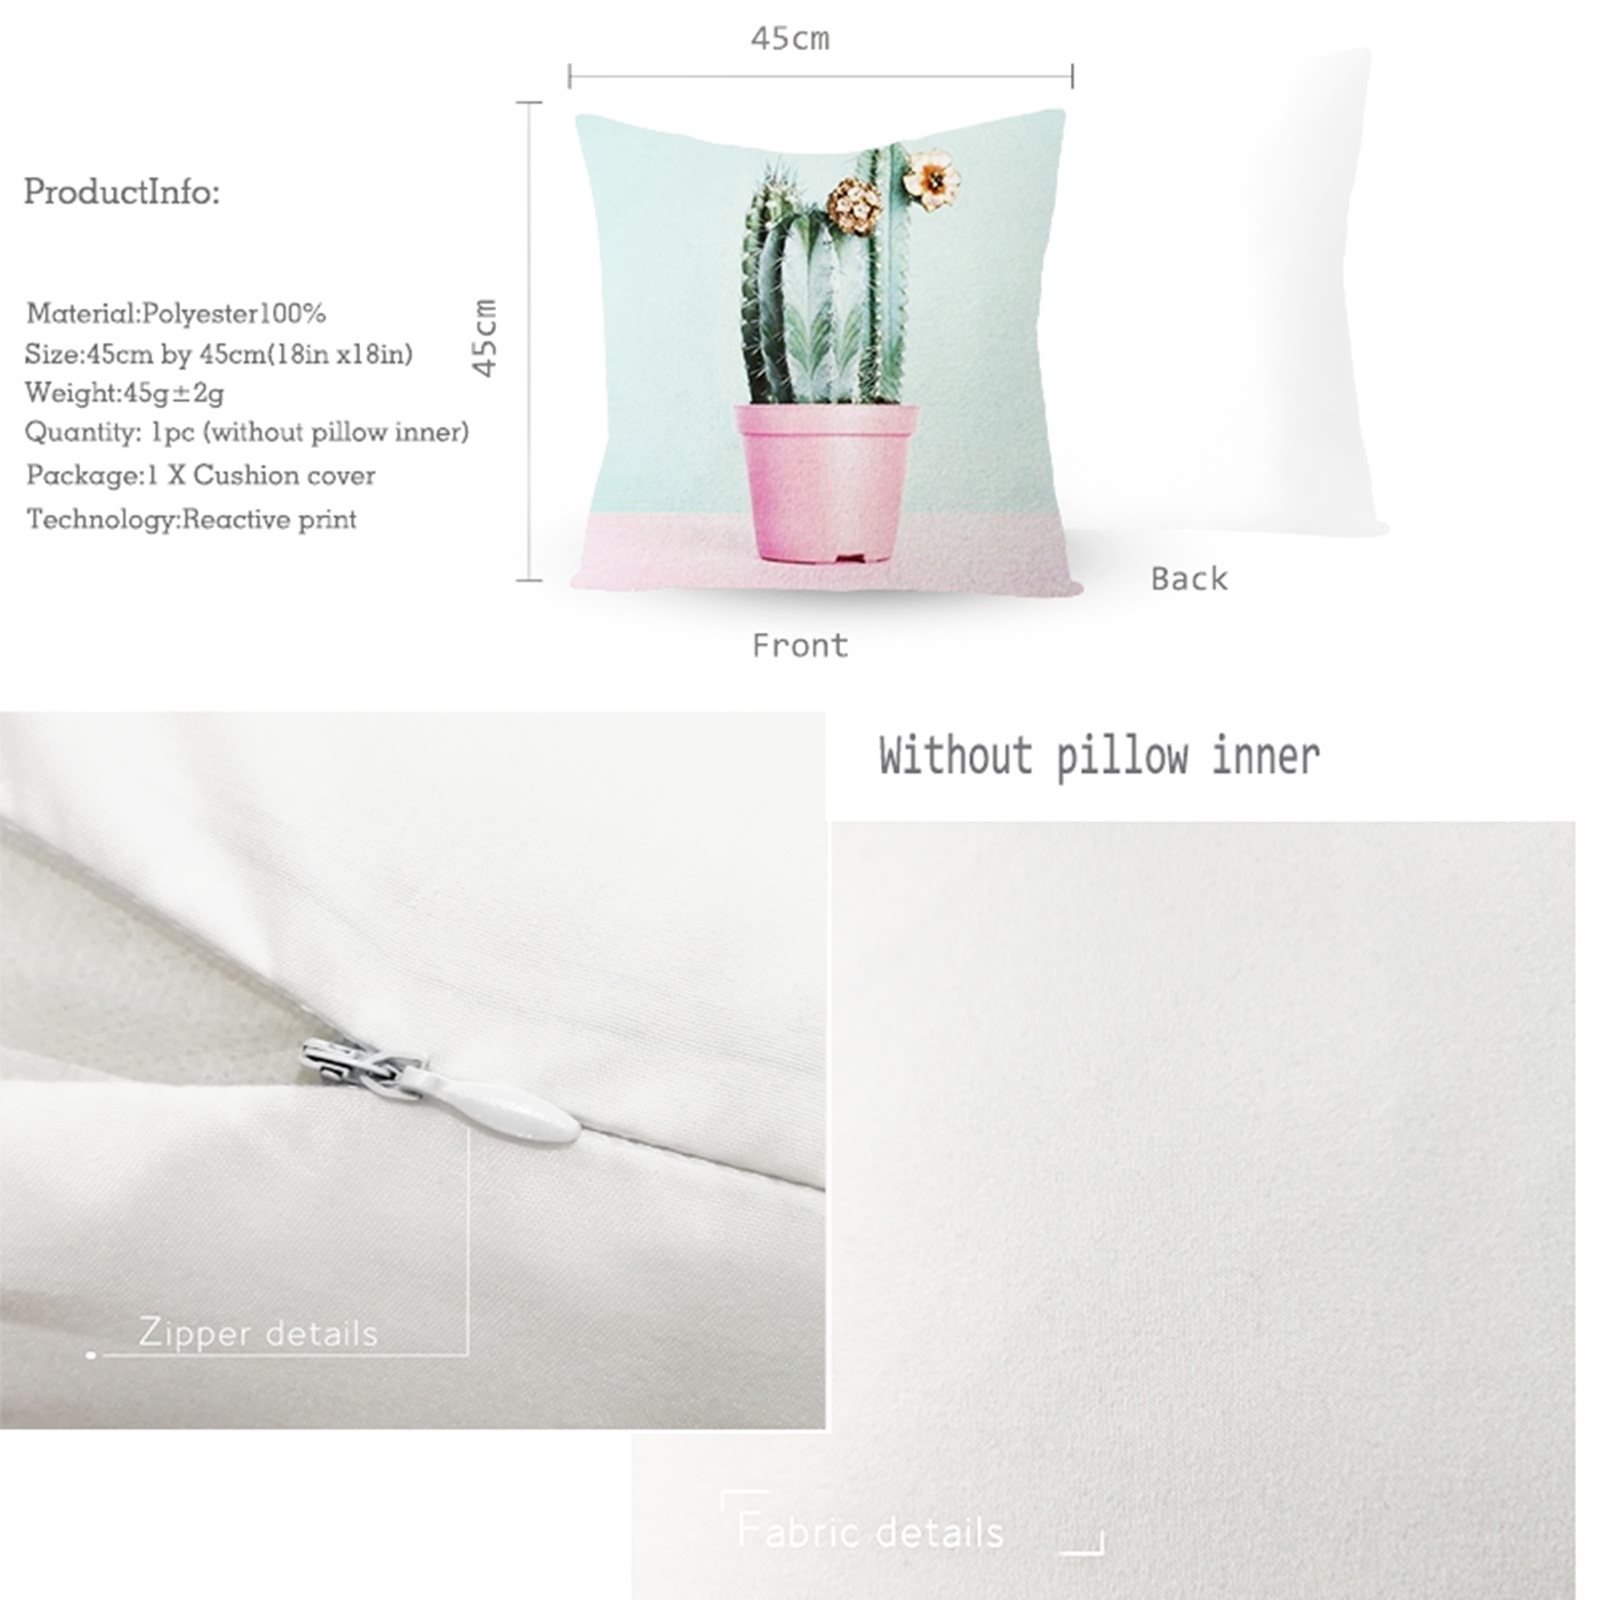 45cm
ProductInfo:
45cm
Material:Polyester100%
Size:45cm by 45cm(18in x18in)
Weight:45g±2g
Quantity: 1pc (without pillow inner)
Package:1 X Cushion cover
Technology:Reactive print
Back
Front
Without pillow inner
Zipper details
Fabric details